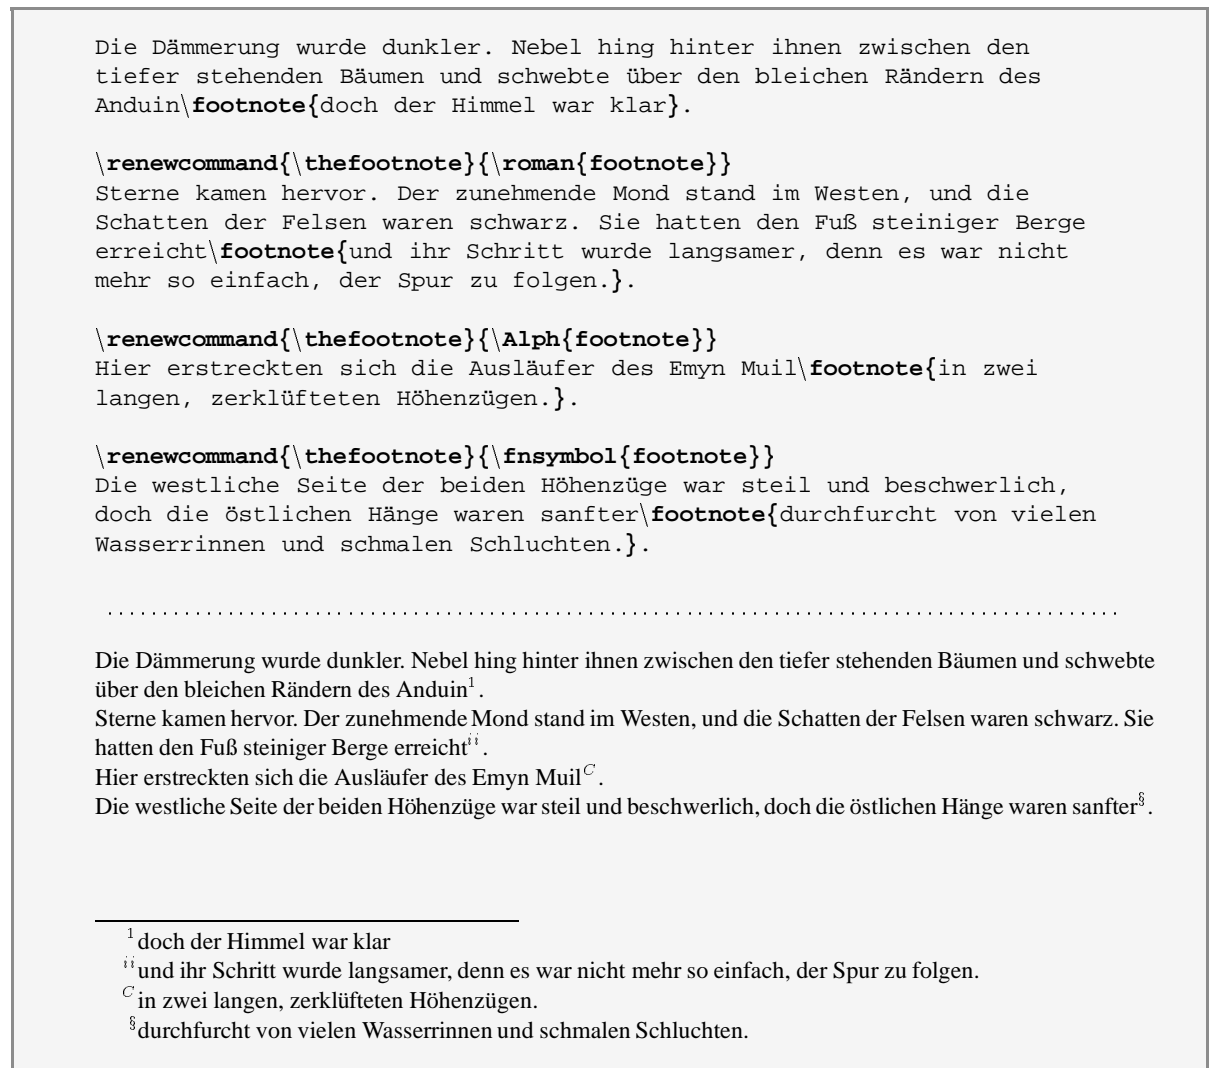 Die Dämmerung wurde dunkler. Nebel hing hinter ihnen zwischen den
tiefer stehenden Bäumen und schwebte über den bleichen Rändern des
Anduin\footnote{doch der Himmel war klar}.
\renewcommand{\thefootnote}{\roman{footnote}}
Sterne kamen hervor. Der zunehmende Mond stand im Westen, und die
Schatten der Felsen waren schwarz. Sie hatten den Fuß steiniger Berge
erreicht\footnote{und ihr Schritt wurde langsamer, denn es war nicht
mehr so einfach, der Spur zu folgen.}.
\renewcommand{\thefootnote}{\Alph{footnote}}
Hier erstreckten sich die Ausläufer des Emyn Muil\footnote{in zwei
langen, zerklüfteten Höhenzügen.}.
\renewcommand{\thefootnote}{\fnsymbol{footnote}}
Die westliche Seite der beiden Höhenzüge war steil und beschwerlich,
doch die östlichen Hänge waren sanfter\footnote{durchfurcht von vielen
Wasserrinnen und schmalen Schluchten.}.
Die Dämmerung wurde dunkler. Nebel hing hinter ihnen zwischen den tiefer stehenden Bäumen und schwebte
über den bleichen Rändern des Anduin¹.
Sterne kamen hervor. Der zunehmende Mond stand im Westen, und die Schatten der Felsen waren schwarz. Sie
hatten den Fuß steiniger Berge erreicht^ii.
Hier erstreckten sich die Ausläufer des Emyn Muil^C.
Die westliche Seite der beiden Höhenzüge war steil und beschwerlich, doch die östlichen Hänge waren sanfter§.
¹ doch der Himmel war klar
ii und ihr Schritt wurde langsamer, denn es war nicht mehr so einfach, der Spur zu folgen.
C in zwei langen, zerklüfteten Höhenzügen.
§ durchfurcht von vielen Wasserrinnen und schmalen Schluchten.